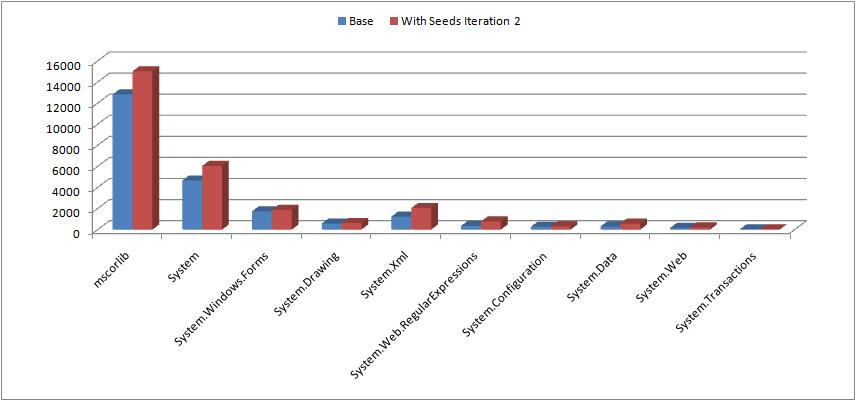 Base With Seeds Iteration 2
16000
14000
12000
10000
8000
6000
4000
2000
0
mscorlib
System
System.Windows.Forms
System.Drawing
System.Xml
System.Web.RegularExpressions
System.Configuration
System.Data
System.Web
System.Transactions